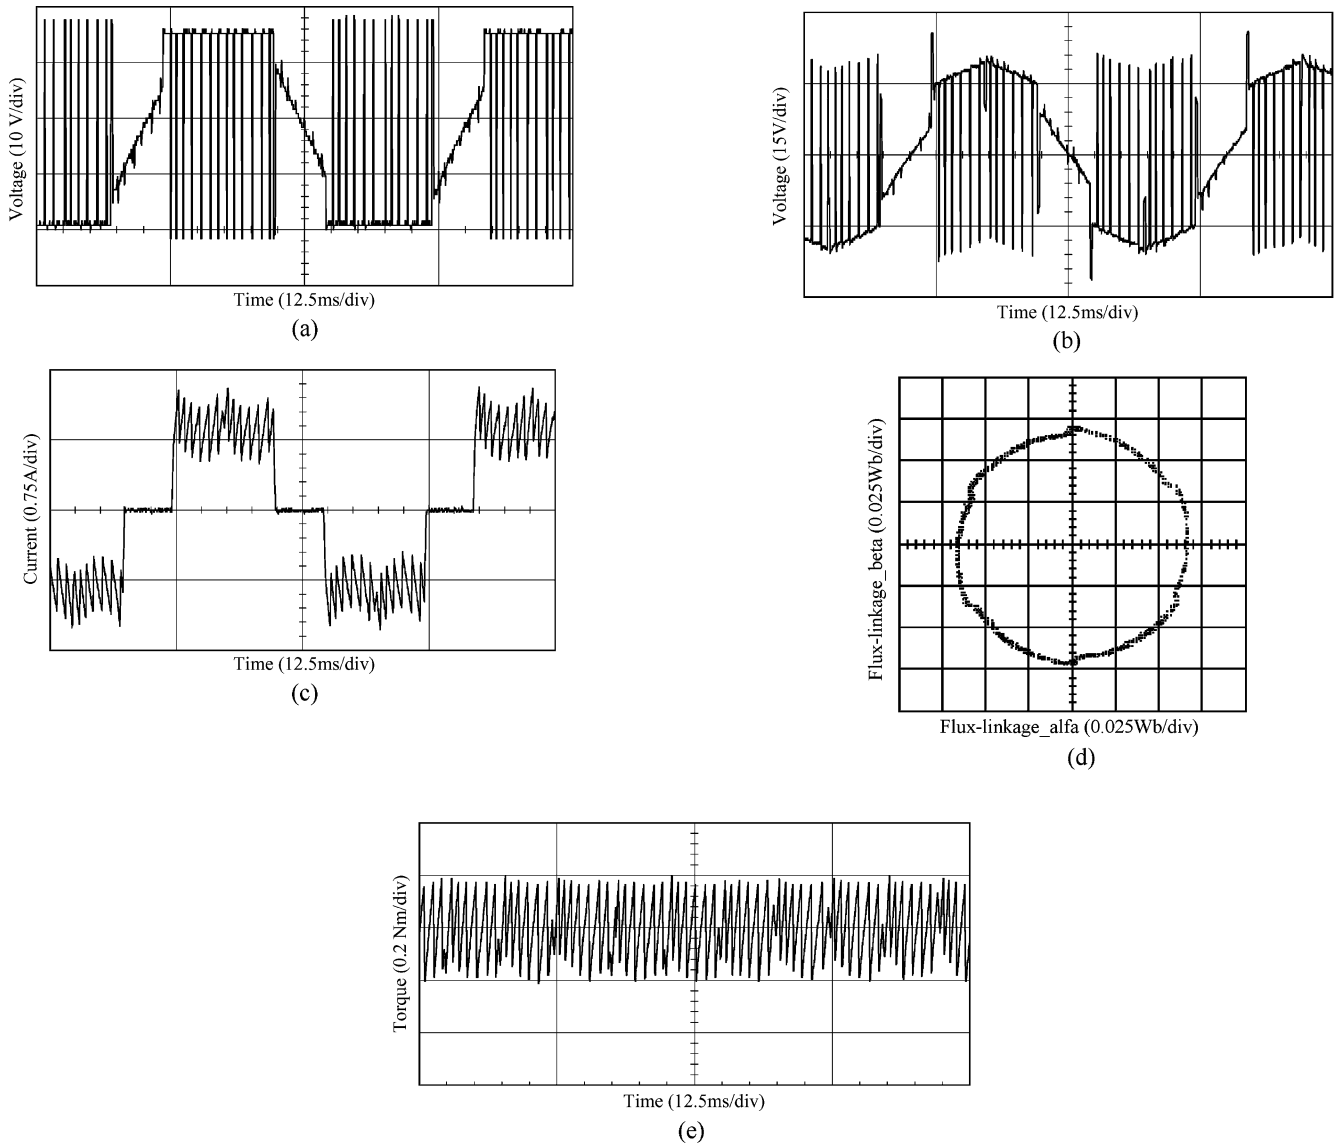 Voltage (10 V/div)
Time (12.5ms/div)
(a)
Voltage (15V/div)
Time (12.5ms/div)
(b)
Current (0.75A/div)
Time (12.5ms/div)
(c)
Flux-linkage_beta (0.025Wb/div)
Flux-linkage_alfa (0.025Wb/div)
(d)
Torque (0.2 Nm/div)
Time (12.5ms/div)
(e)